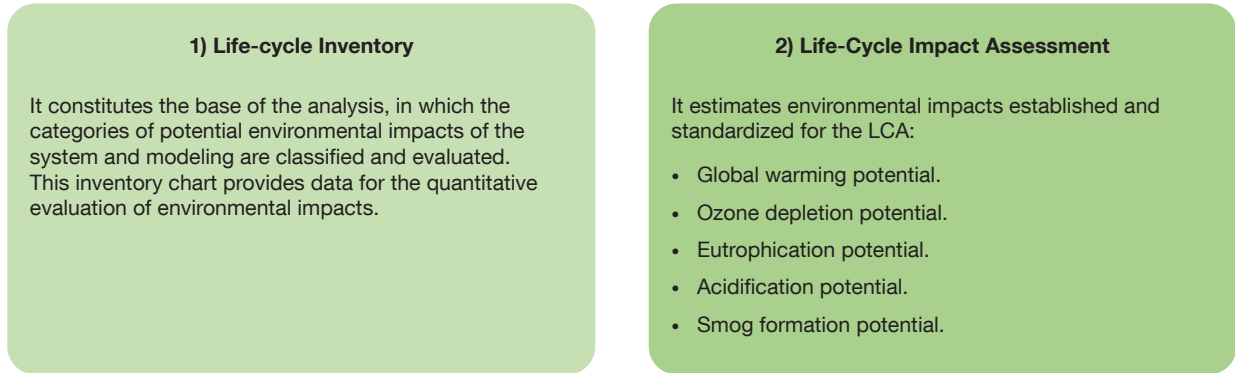 1) Life-cycle Inventory
It constitutes the base of the analysis, in which the
categories of potential environmental impacts of the
system and modeling are classified and evaluated.
This inventory chart provides data for the quantitative
evaluation of environmental impacts.
2) Life-Cycle Impact Assessment
It estimates environmental impacts established and
standardized for the LCA:
• Global warming potential.
• Ozone depletion potential.
• Eutrophication potential.
• Acidification potential.
• Smog formation potential.